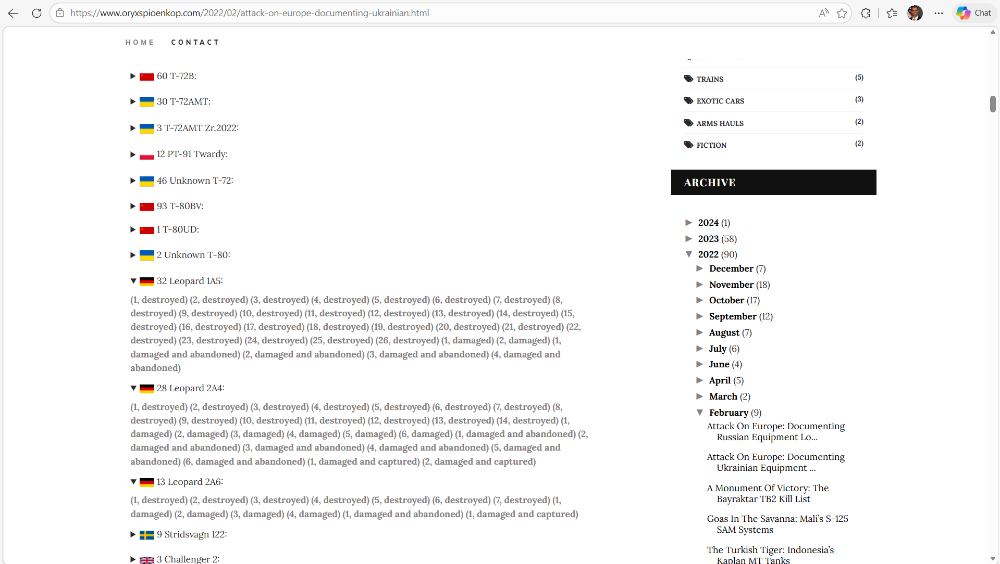 https://www.oryxspioenkop.com/2022/02/attack-on-europe-documenting-ukrainian.html
Chat
HOME CONTACT
60 T-72B:
30 T-72AMT:
3 T-72AMT Zr.2022:
12 PT-91 Twardy:
46 Unknown T-72:
93 T-80BV:
1 T-80UD:
2 Unknown T-80:
32 Leopard 1A5:
(1, destroyed) (2, destroyed) (3, destroyed) (4, destroyed) (5, destroyed) (6, destroyed) (7, destroyed) (8,
destroyed) (9, destroyed) (10, destroyed) (11, destroyed) (12, destroyed) (13, destroyed) (14, destroyed) (15,
destroyed) (16, destroyed) (17, destroyed) (18, destroyed) (19, destroyed) (20, destroyed) (21, destroyed) (22,
destroyed) (23, destroyed) (24, destroyed) (25, destroyed) (26, destroyed) (1, damaged) (2, damaged) (1,
damaged and abandoned) (2, damaged and abandoned) (3, damaged and abandoned) (4, damaged and
abandoned)
28 Leopard 2A4:
(1, destroyed) (2, destroyed) (3, destroyed) (4, destroyed) (5, destroyed) (6, destroyed) (7, destroyed) (8,
destroyed) (9, destroyed) (10, destroyed) (11, destroyed) (12, destroyed) (13, destroyed) (14, destroyed) (1,
damaged) (2, damaged) (3, damaged) (4, damaged) (5, damaged) (6, damaged) (1, damaged and abandoned) (2,
damaged and abandoned) (3, damaged and abandoned) (4, damaged and abandoned) (5, damaged and
abandoned) (6, damaged and abandoned) (1, damaged and captured) (2, damaged and captured)
13 Leopard 2A6:
(1, destroyed) (2, destroyed) (3, destroyed) (4, destroyed) (5, destroyed) (6, destroyed) (7, destroyed) (1,
damaged) (2, damaged) (3, damaged) (4, damaged) (1, damaged and abandoned) (1, damaged and captured)
9 Stridsvagn 122:
3 Challenger 2:
TRAINS (5)
EXOTIC CARS (3)
ARMS HAULS (2)
FICTION (2)
ARCHIVE
2024 (1)
2023 (58)
2022 (90)
December (7)
November (18)
October (17)
September (12)
August (7)
July (6)
June (4)
April (5)
March (2)
February (9)
Attack On Europe: Documenting
Russian Equipment Lo...
Attack On Europe: Documenting
Ukrainian Equipment ...
A Monument Of Victory: The
Bayraktar TB2 Kill List
Goas In The Savanna: Mali's S-125
SAM Systems
The Turkish Tiger: Indonesia's
Kaplan MT Tanks